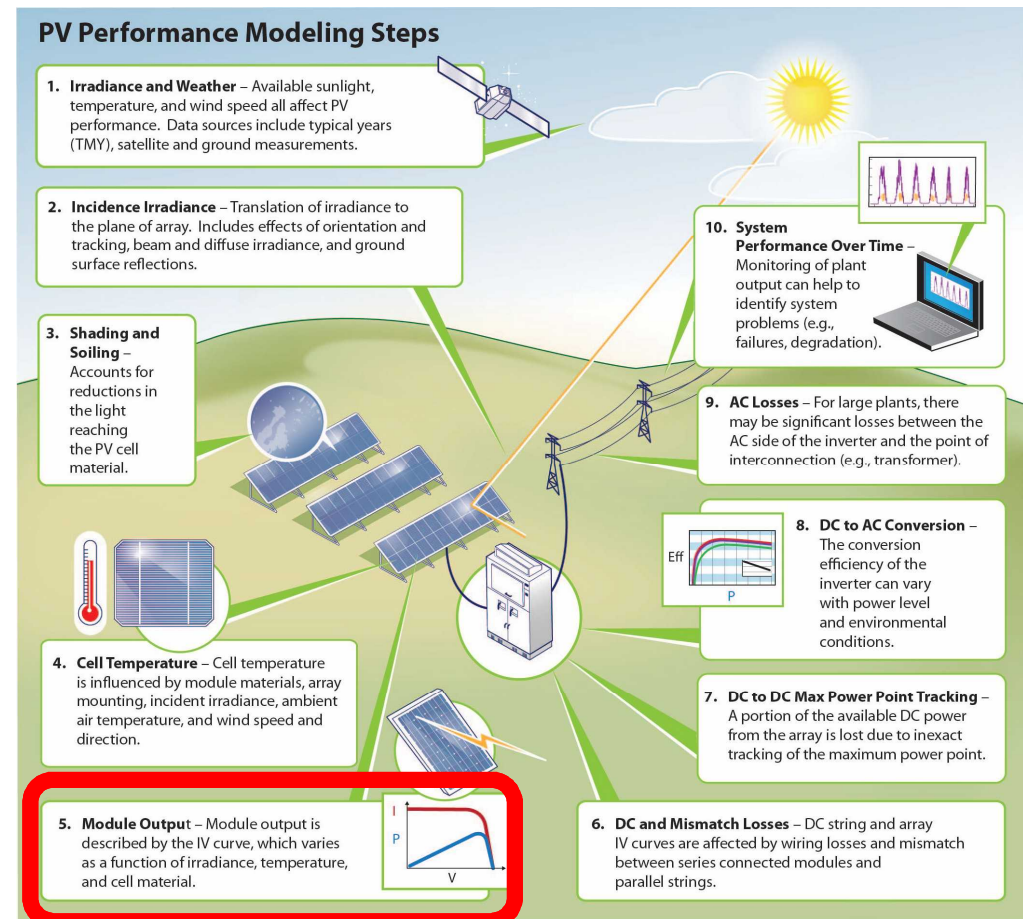 PV Performance Modeling Steps
1. Irradiance and Weather – Available sunlight,
temperature, and wind speed all affect PV
performance. Data sources include typical years
(TMY), satellite and ground measurements.
2. Incidence Irradiance – Translation of irradiance to
the plane of array. Includes effects of orientation and
tracking, beam and diffuse irradiance, and ground
surface reflections.
3. Shading and
Soiling –
Accounts for
reductions in
the light
reaching
the PV cell
material.
4. Cell Temperature – Cell temperature
is influenced by module materials, array
mounting, incident irradiance, ambient
air temperature, and wind speed and
direction.
5. Module Output – Module output is
described by the IV curve, which varies
as a function of irradiance, temperature,
and cell material.
I
P
V
6. DC and Mismatch Losses – DC string and array
IV curves are affected by wiring losses and mismatch
between series connected modules and
parallel strings.
7. DC to DC Max Power Point Tracking –
A portion of the available DC power
from the array is lost due to inexact
tracking of the maximum power point.
8. DC to AC Conversion –
The conversion
efficiency of the
inverter can vary
with power level
and environmental
conditions.
Eff
P
9. AC Losses – For large plants, there
may be significant losses between the
AC side of the inverter and the point of
interconnection (e.g., transformer).
10. System
Performance Over Time –
Monitoring of plant
output can help to
identify system
problems (e.g.,
failures, degradation).